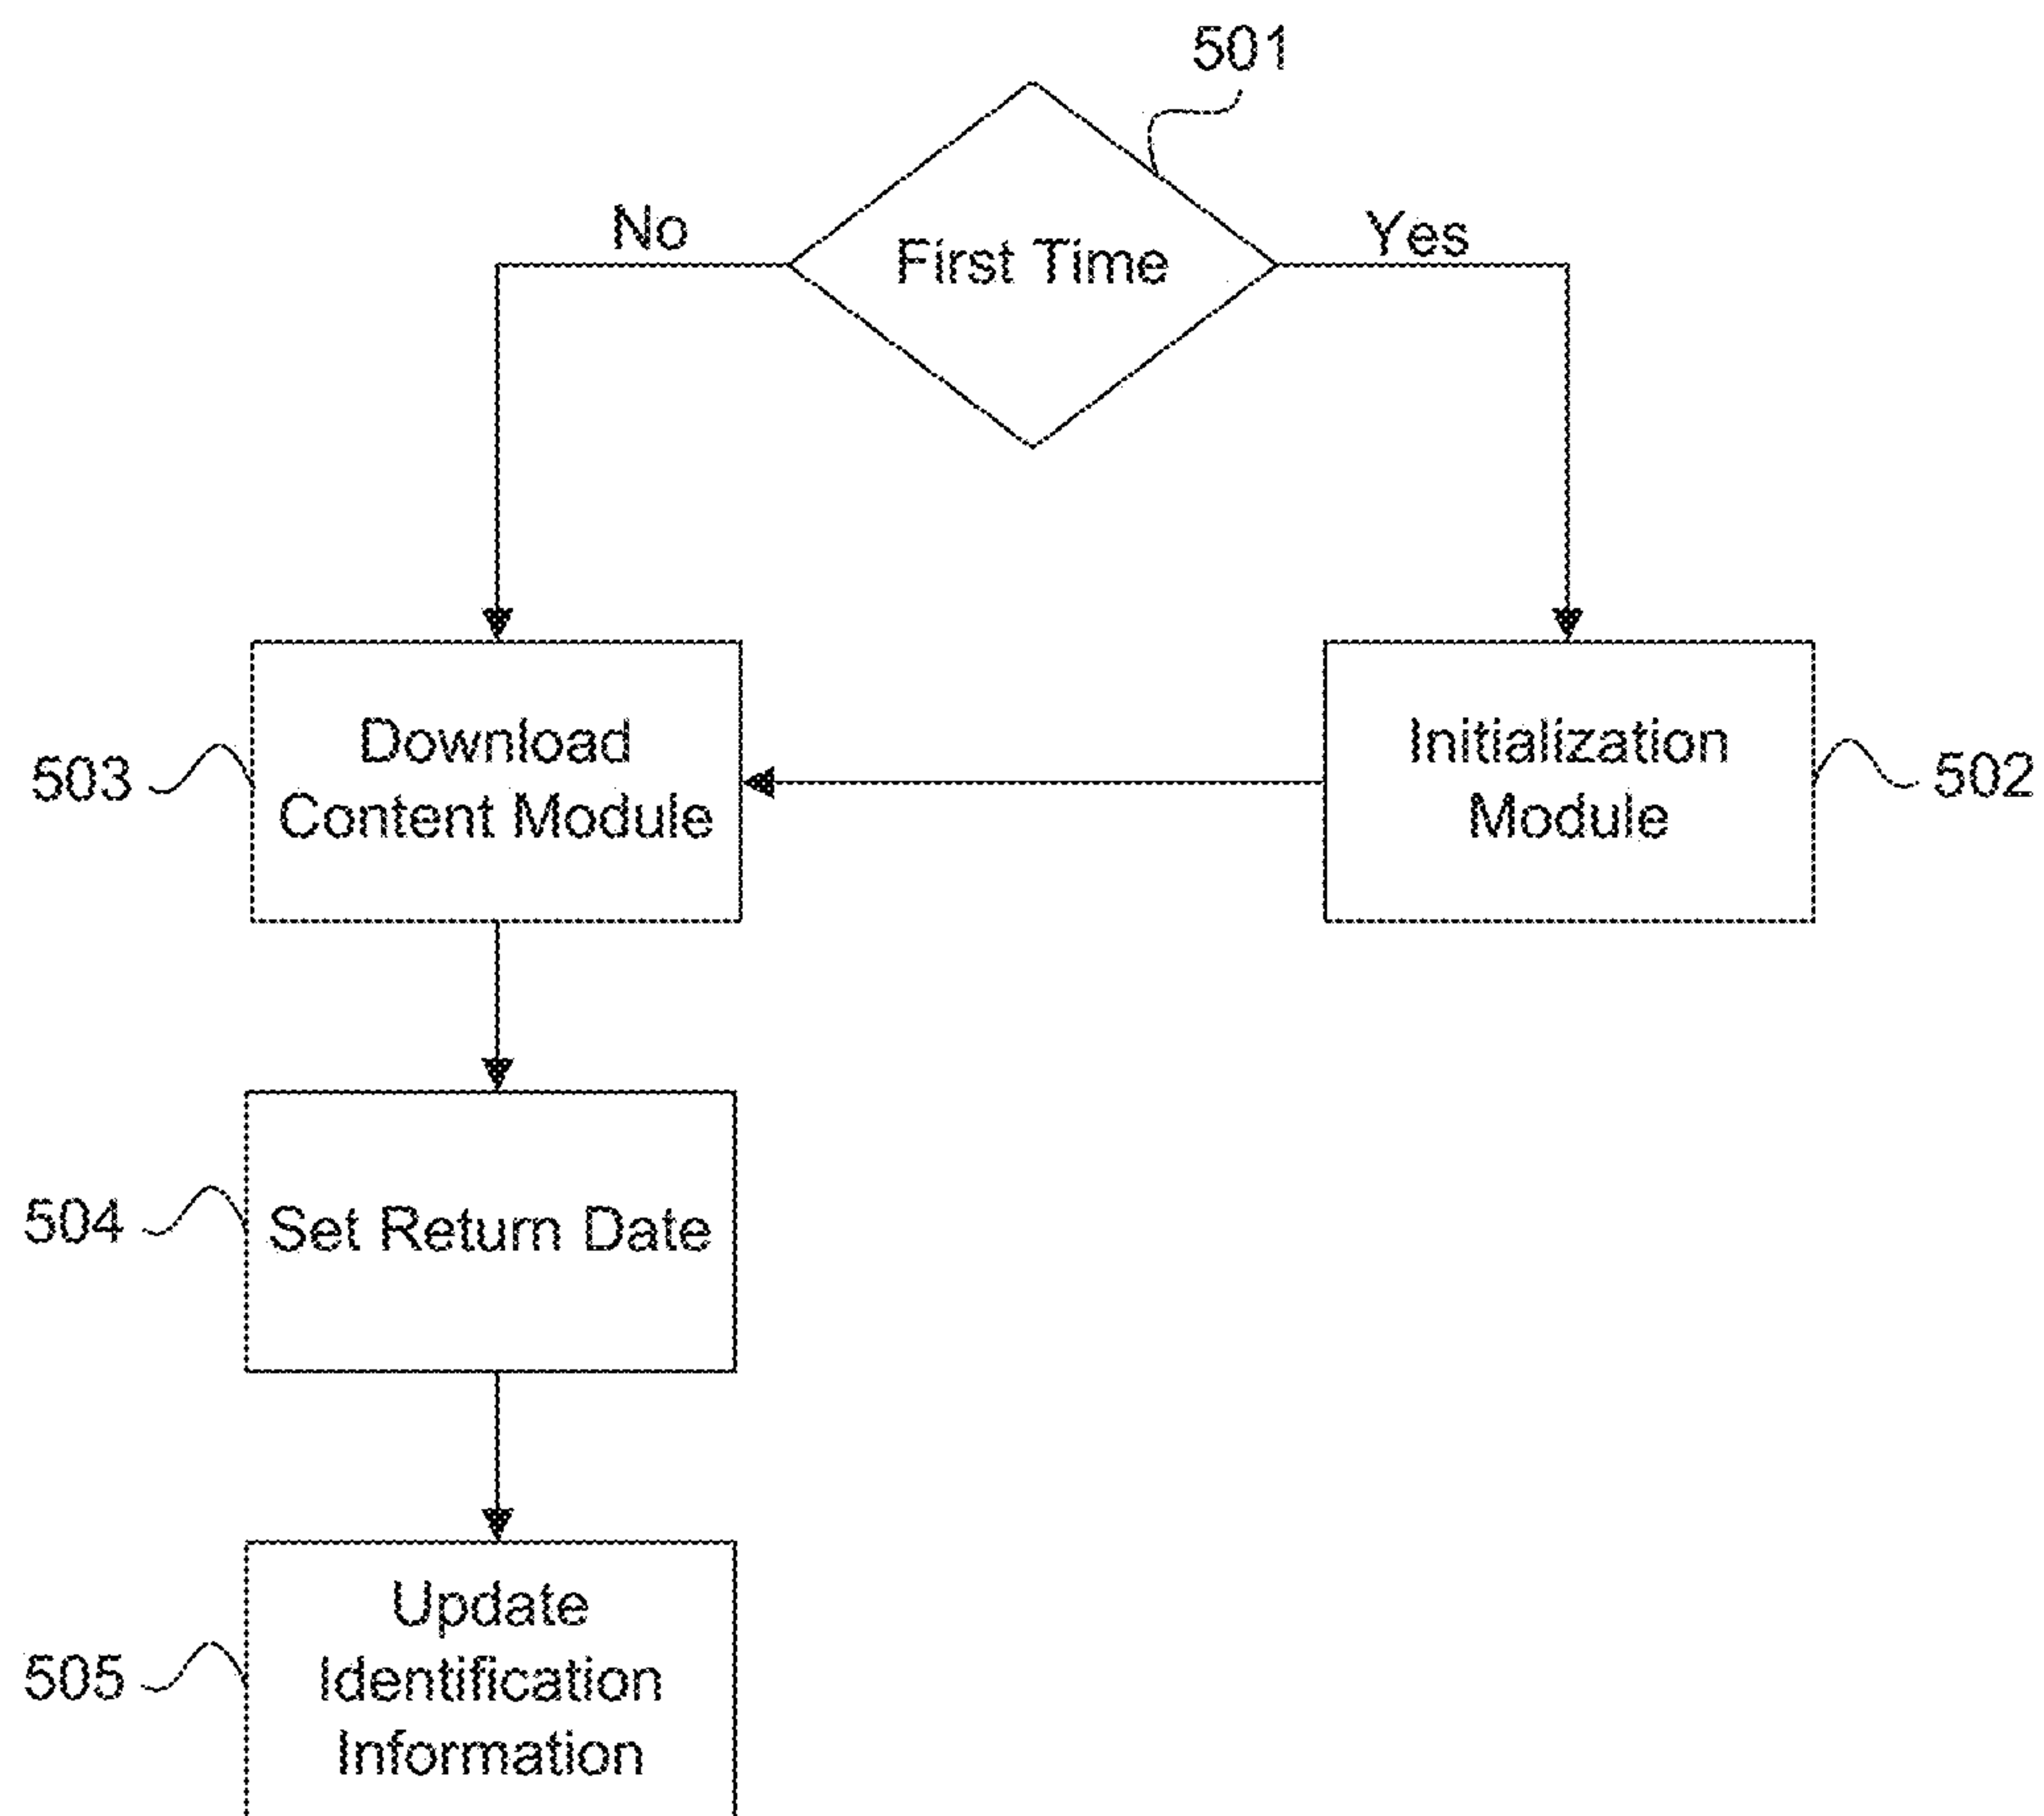 501
No
First Time
Yes
503
Download
Content Module
Initialization
Module
502
504
Set Return Date
505
Update
Identification
Information